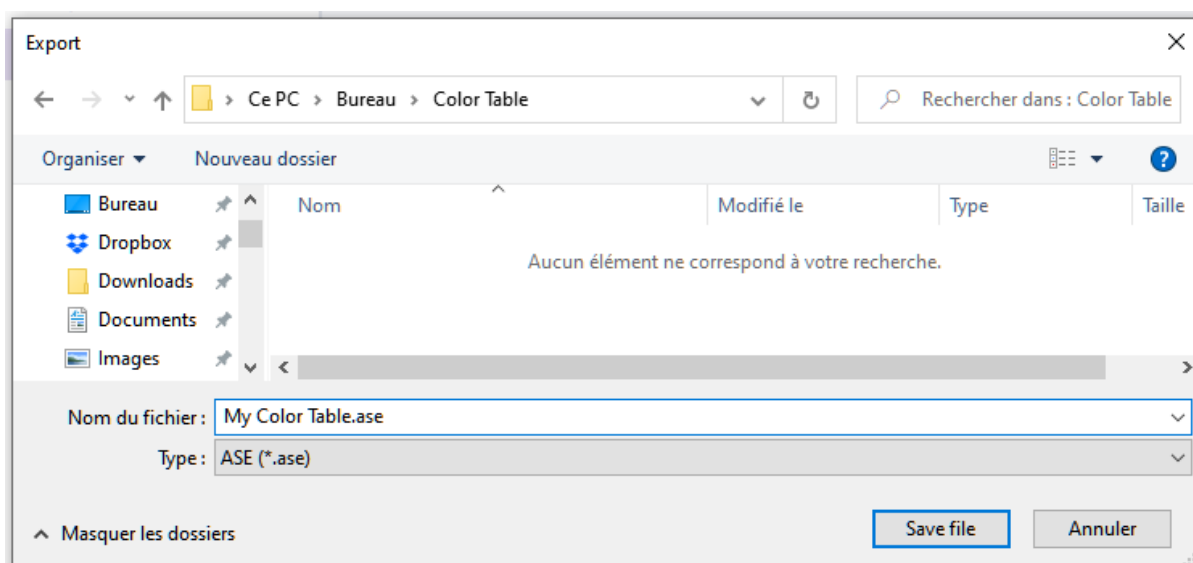 Export
Ce PC > Bureau > Color Table
Rechercher dans : Color Table
Organiser
Nouveau dossier
?
Bureau
Dropbox
Downloads
Documents
Images
Nom
Modifié le
Type
Taille
Aucun élément ne correspond à votre recherche.
Nom du fichier : My Color Table.ase
Type : ASE (*.ase)
Masquer les dossiers
Save file
Annuler